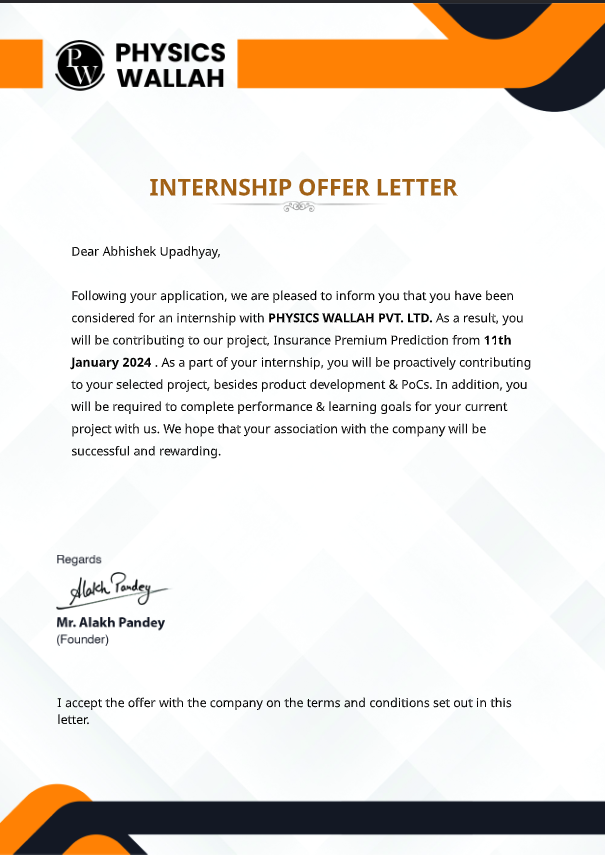 PW PHYSICS
WALLAH
INTERNSHIP OFFER LETTER
Dear Abhishek Upadhyay,
Following your application, we are pleased to inform you that you have been
considered for an internship with PHYSICS WALLAH PVT. LTD. As a result, you
will be contributing to our project, Insurance Premium Prediction from 11th
January 2024 . As a part of your internship, you will be proactively contributing
to your selected project, besides product development & PoCs. In addition, you
will be required to complete performance & learning goals for your current
project with us. We hope that your association with the company will be
successful and rewarding.
Regards
Alakh Pandey
Mr. Alakh Pandey
(Founder)
I accept the offer with the company on the terms and conditions set out in this
letter.